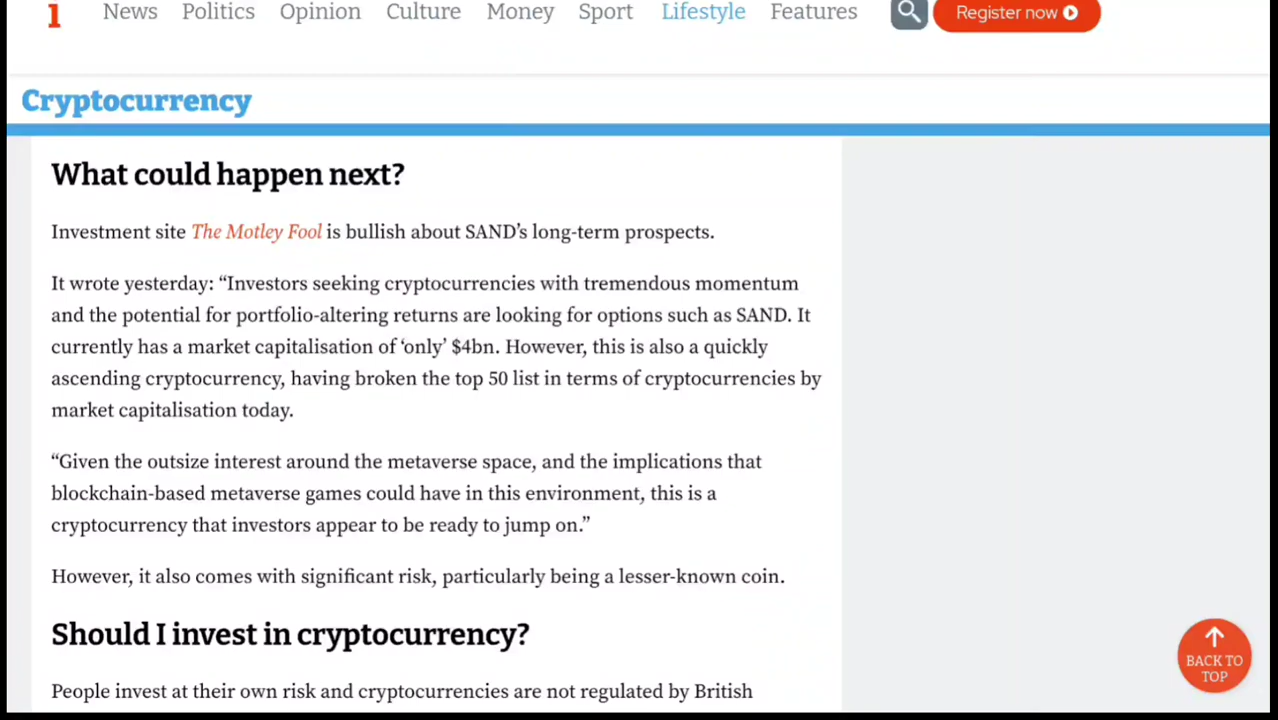 1 News Politics Opinion Culture Money Sport Lifestyle Features Register now
Cryptocurrency
What could happen next?
Investment site The Motley Fool is bullish about SAND’s long-term prospects.
It wrote yesterday: “Investors seeking cryptocurrencies with tremendous momentum
and the potential for portfolio-altering returns are looking for options such as SAND. It
currently has a market capitalisation of ‘only’ $4bn. However, this is also a quickly
ascending cryptocurrency, having broken the top 50 list in terms of cryptocurrencies by
market capitalisation today.
“Given the outsize interest around the metaverse space, and the implications that
blockchain-based metaverse games could have in this environment, this is a
cryptocurrency that investors appear to be ready to jump on.”
However, it also comes with significant risk, particularly being a lesser-known coin.
Should I invest in cryptocurrency?
People invest at their own risk and cryptocurrencies are not regulated by British
BACK TO
TOP